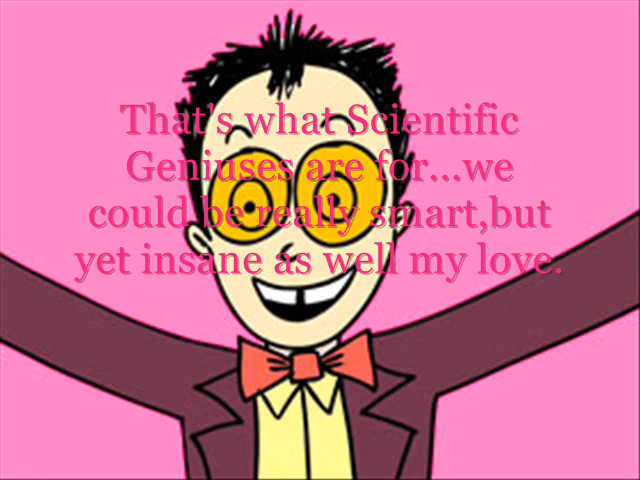 That's what Scientific
Geniuses are for...we
could be really smart,but
yet insane as well my love.